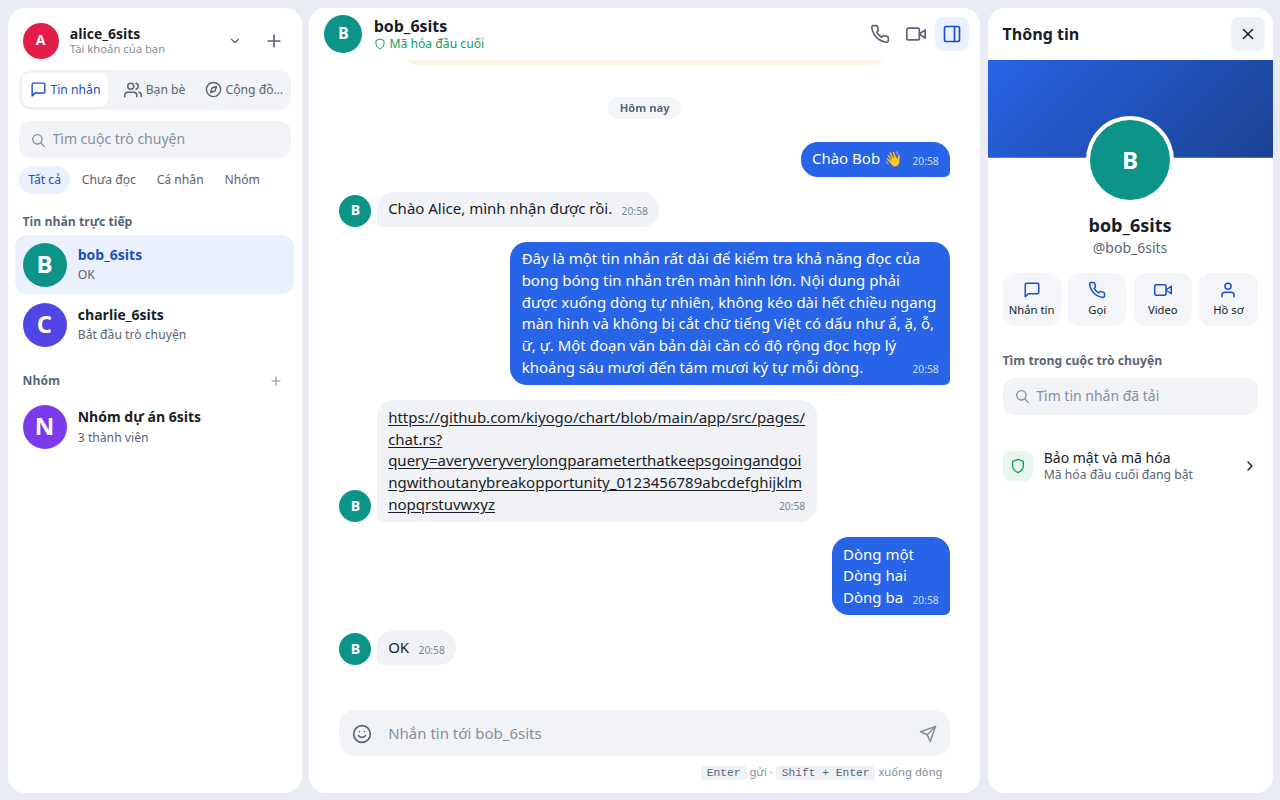 A
alice_6sits
Tài khoản của bạn
Tin nhắn
Bạn bè
Cộng đồ...
Tìm cuộc trò chuyện
Tất cả
Chưa đọc
Cá nhân
Nhóm
Tin nhắn trực tiếp
B
bob_6sits
OK
C
charlie_6sits
Bắt đầu trò chuyện
Nhóm
N
Nhóm dự án 6sits
3 thành viên
B
bob_6sits
Mã hóa đầu cuối
Hôm nay
Chào Bob 👋 20:58
B
Chào Alice, mình nhận được rồi. 20:58
Đây là một tin nhắn rất dài để kiểm tra khả năng đọc của
bong bóng tin nhắn trên màn hình lớn. Nội dung phải
được xuống dòng tự nhiên, không kéo dài hết chiều ngang
màn hình và không bị cắt chữ tiếng Việt có dấu như ẩ, ặ, ỗ,
ữ, ự. Một đoạn văn bản dài cần có độ rộng đọc hợp lý
khoảng sáu mươi đến tám mươi ký tự mỗi dòng. 20:58
https://github.com/kiyogo/chart/blob/main/app/src/pages/
chat.rs?
query=averyveryverylongparameterthatkeepsgoingandgoi
ngwithoutanybreakopportunity_0123456789abcdefghijklm
nopqrstuvwxyz 20:58
B
Dòng một
Dòng hai
Dòng ba 20:58
B
OK 20:58
Nhắn tin tới bob_6sits
Enter gửi · Shift + Enter xuống dòng
Thông tin
B
bob_6sits
@bob_6sits
Nhắn tin
Gọi
Video
Hồ sơ
Tìm trong cuộc trò chuyện
Tìm tin nhắn đã tải
Bảo mật và mã hóa
Mã hóa đầu cuối đang bật